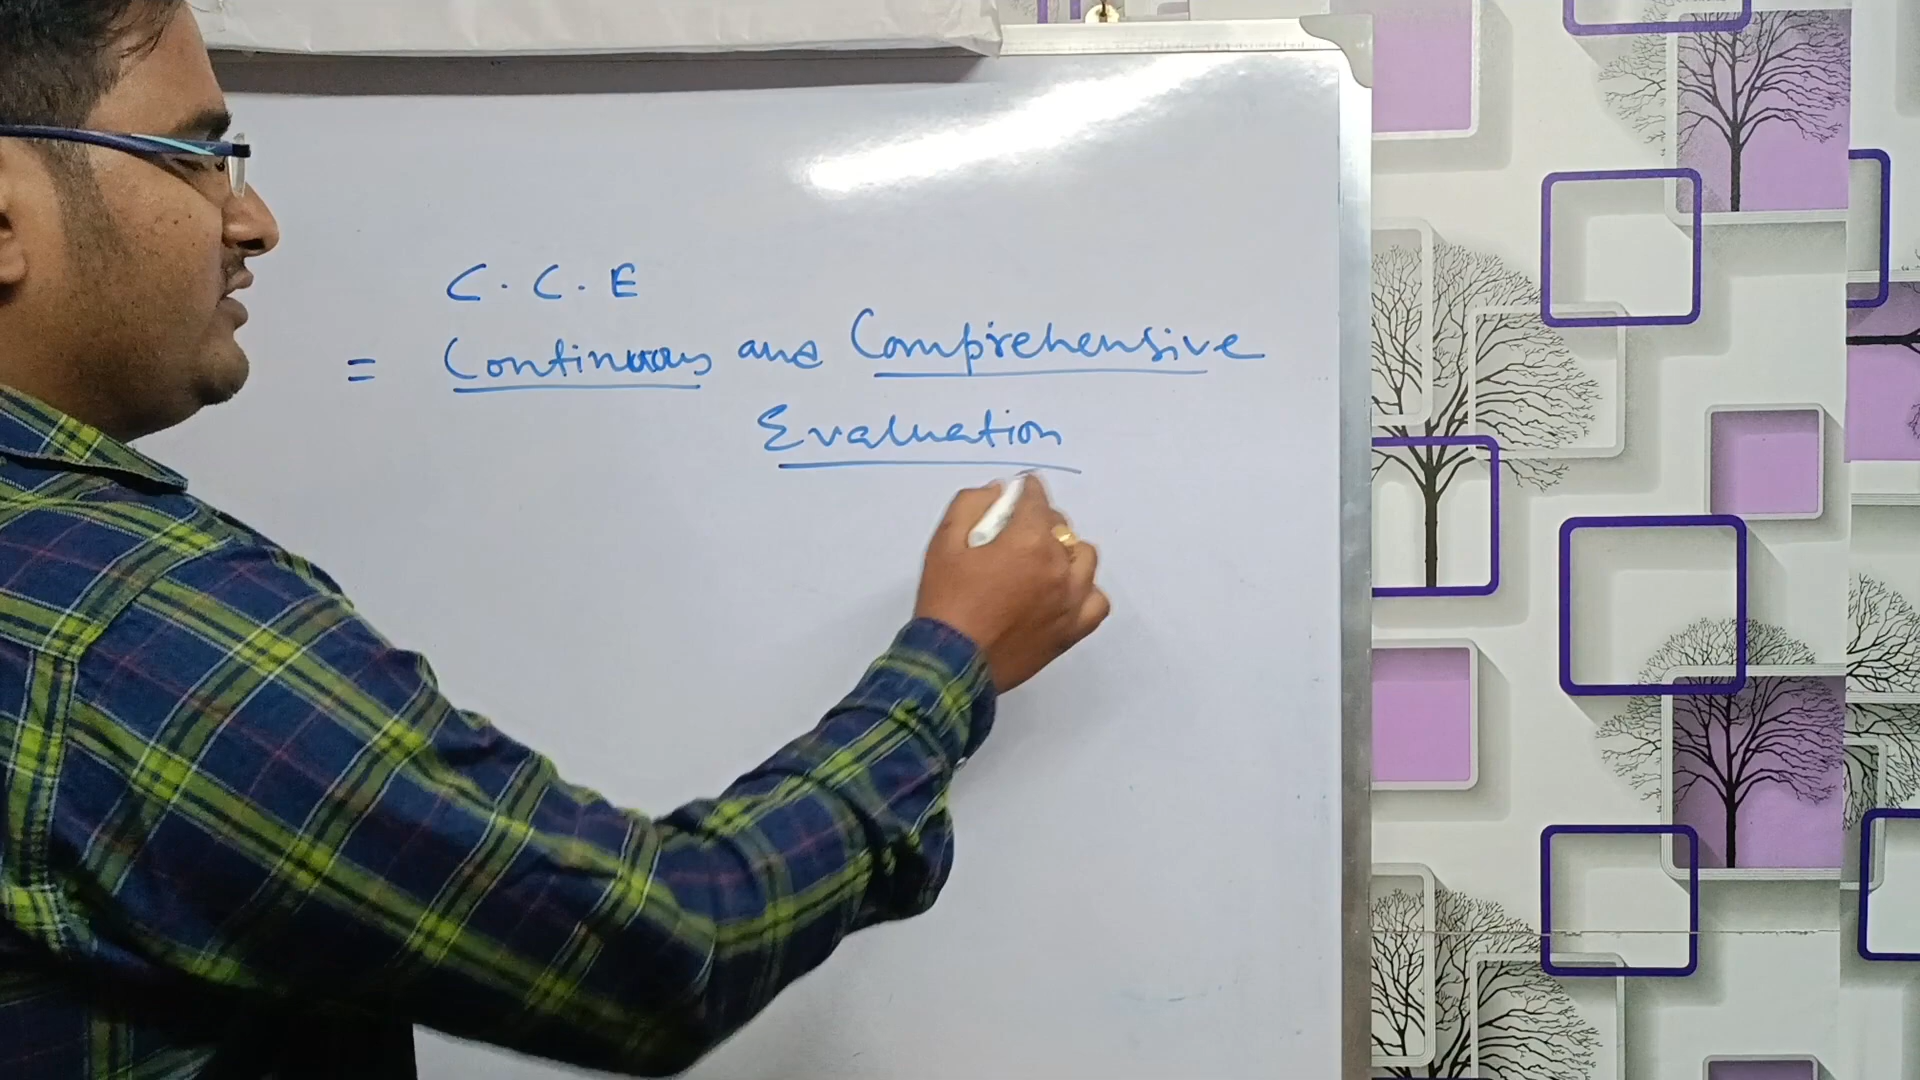 C. C. E
= Continuous and Comprehensive
Evaluation